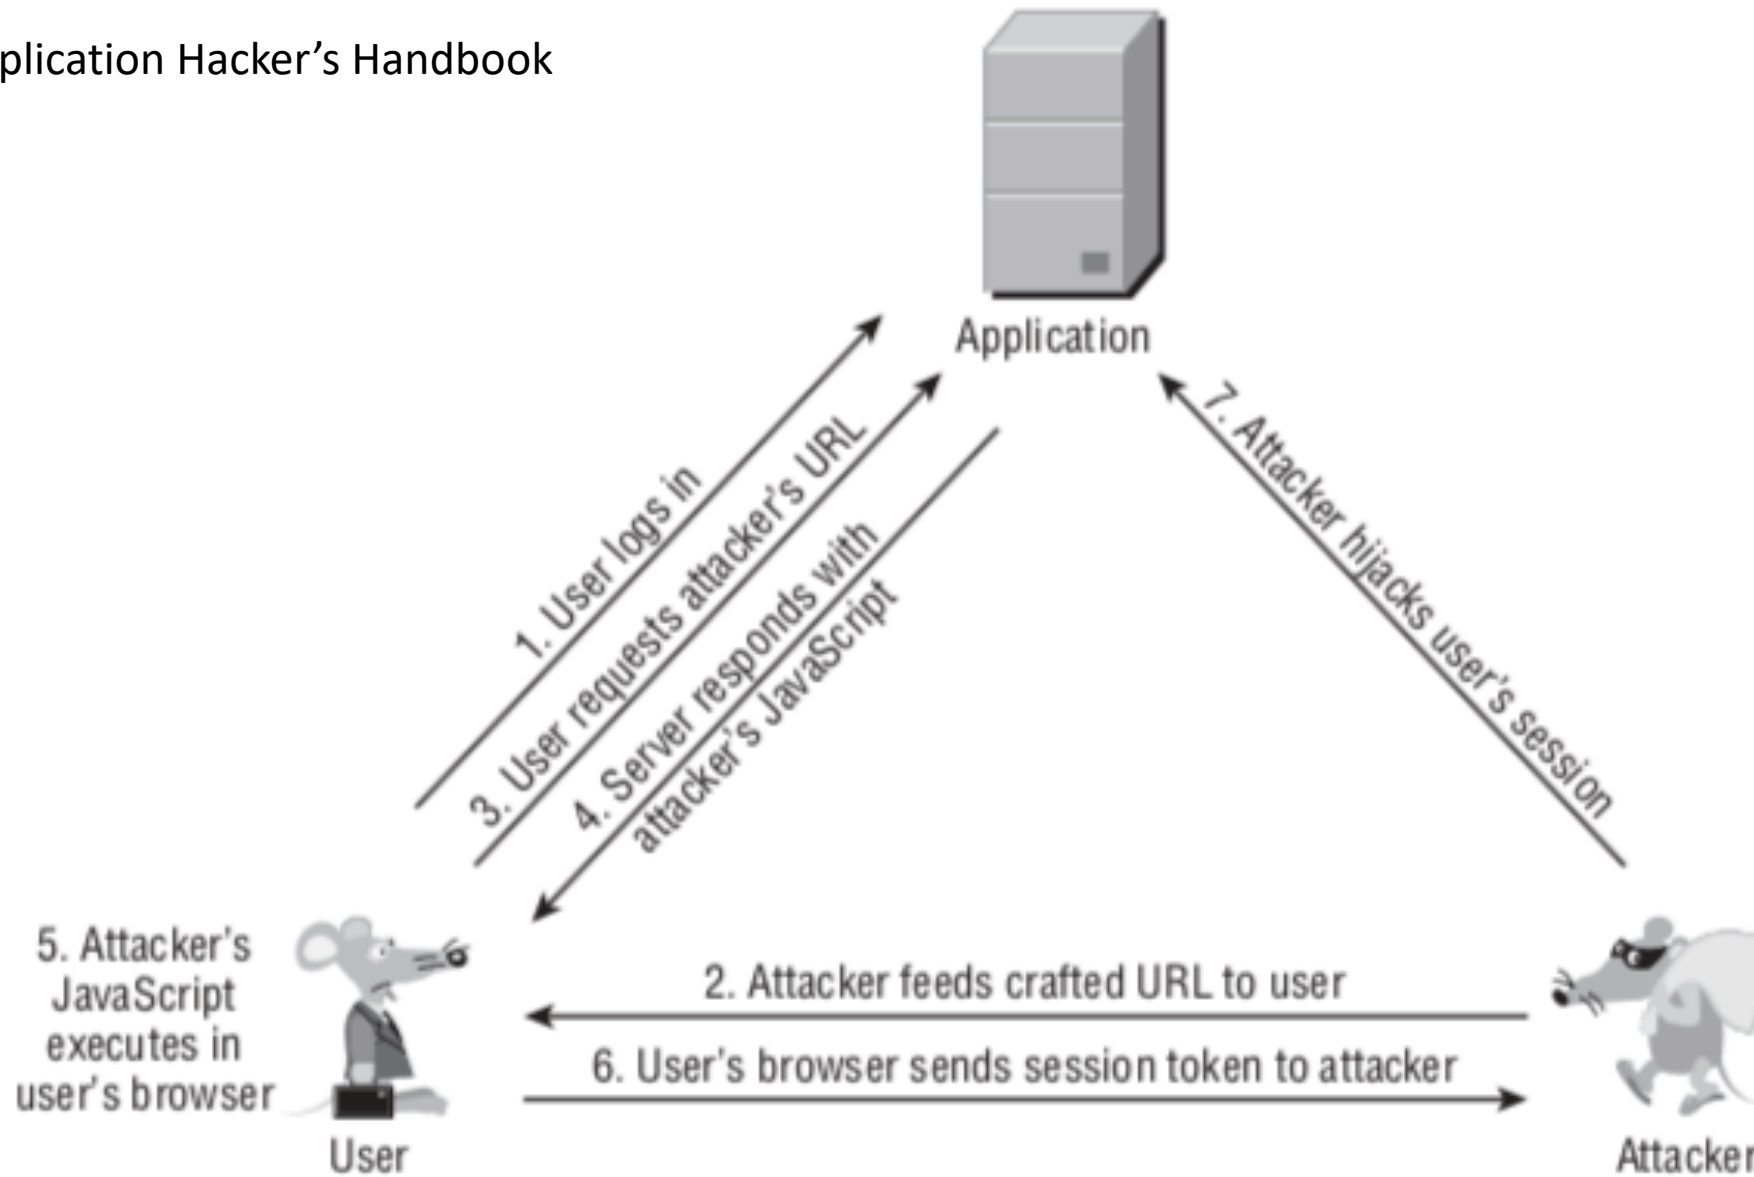 plication Hacker’s Handbook
Application
1. User logs in
3. User requests attacker's URL
4. Server responds with
attacker's JavaScript
7. Attacker hijacks user's session
5. Attacker's
JavaScript
executes in
user's browser
2. Attacker feeds crafted URL to user
6. User's browser sends session token to attacker
User
Attacker